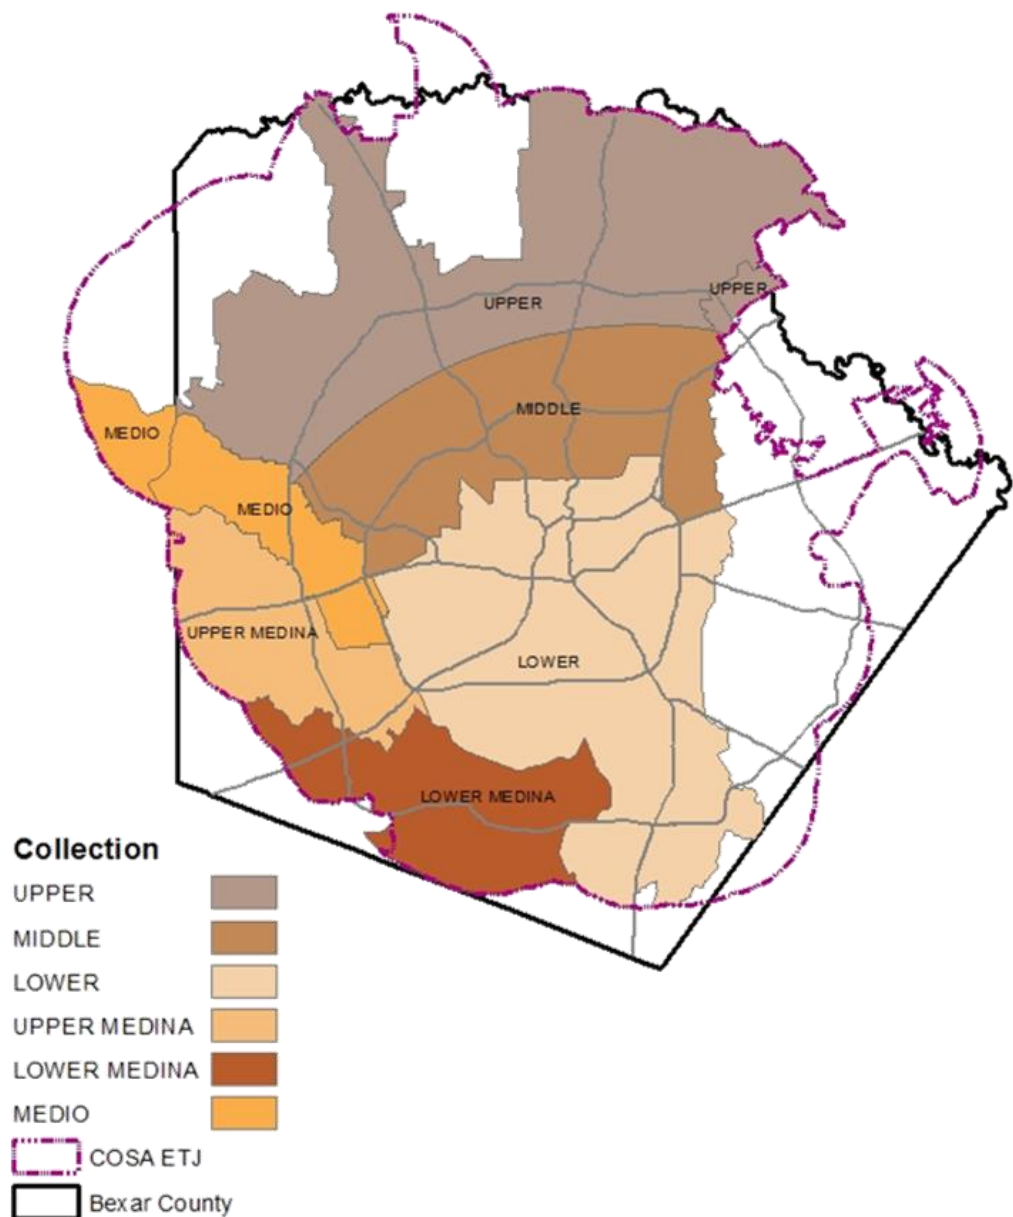 UPPER
UPPER
MIDDLE
MEDIO
MEDIO
UPPER MEDINA
LOWER
LOWER MEDINA
Collection
UPPER
MIDDLE
LOWER
UPPER MEDINA
LOWER MEDINA
MEDIO
COSA ETJ
Bexar County